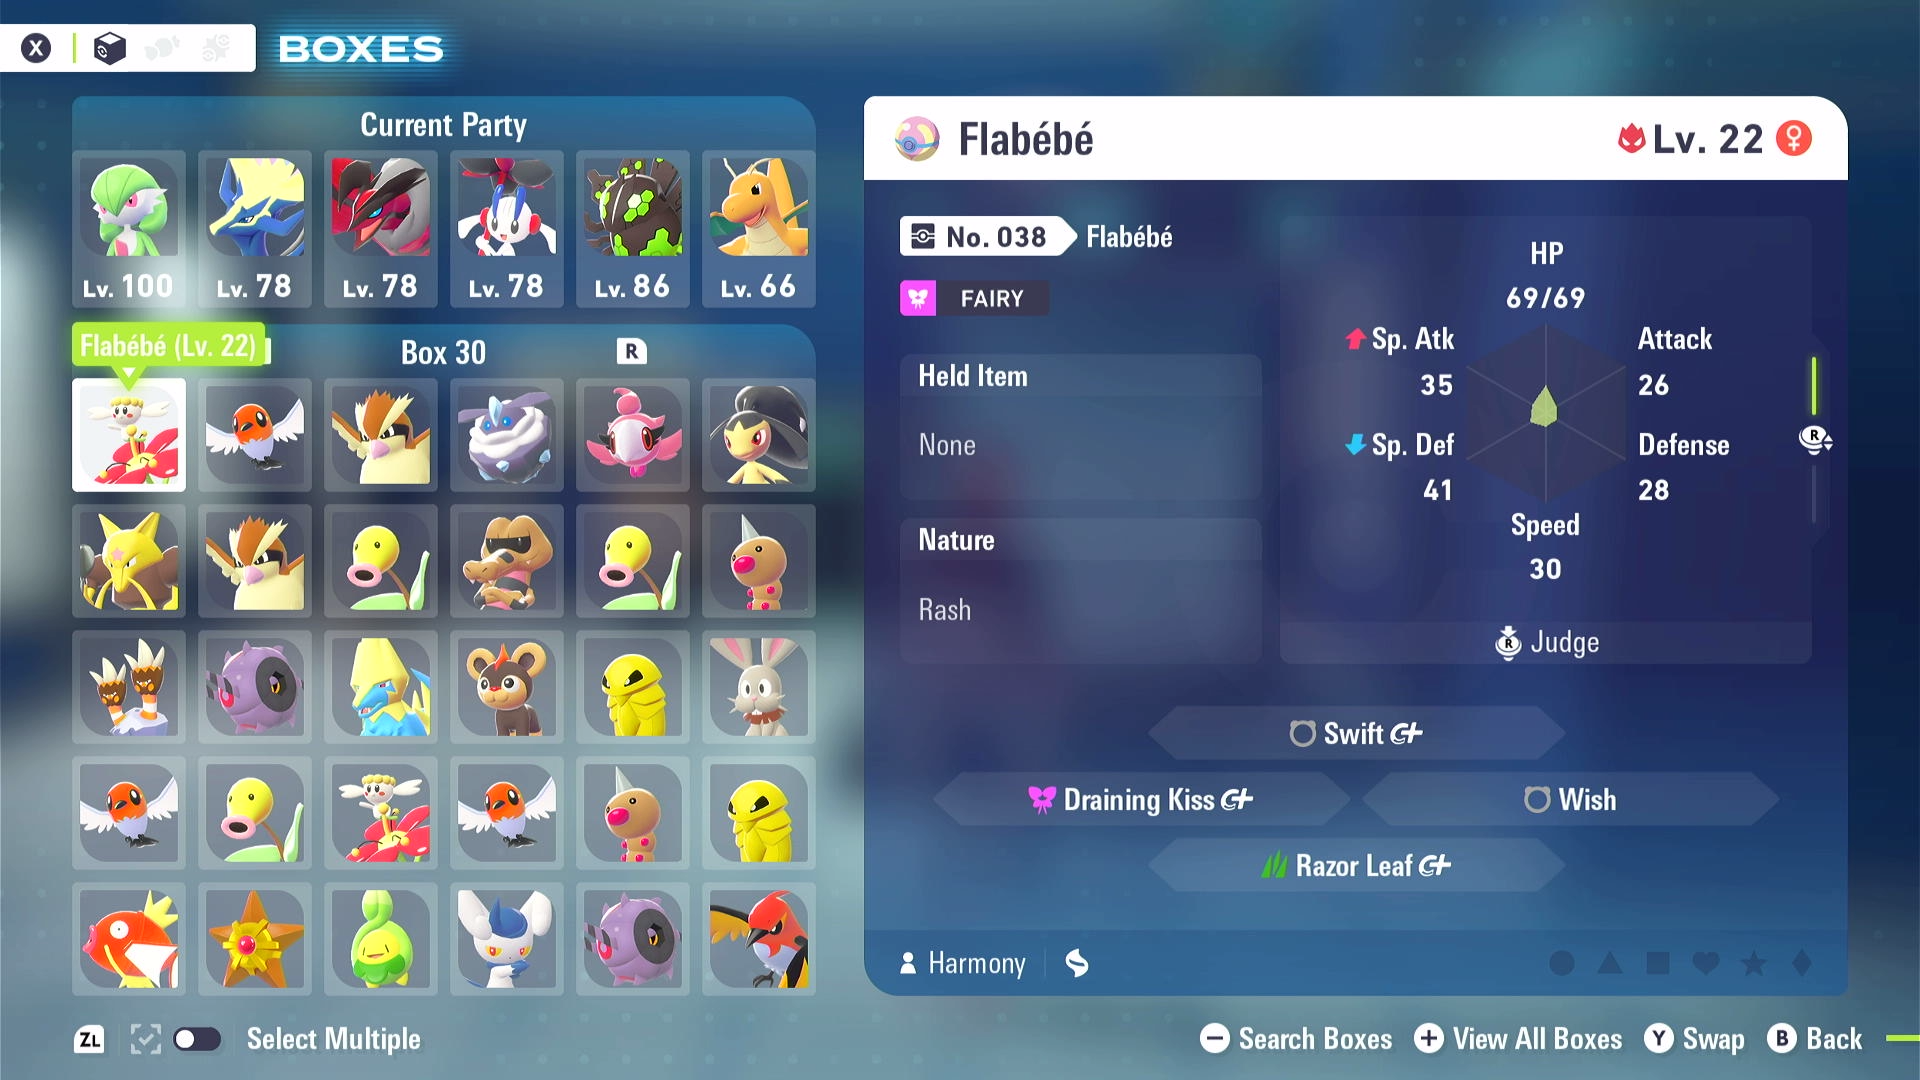 X
BOXES
Current Party
Lv. 100
Lv. 78
Lv. 78
Lv. 78
Lv. 86
Lv. 66
Flabébé (Lv. 22)
Box 30
R
Flabébé
Lv. 22
No. 038
Flabébé
FAIRY
Held Item
None
Nature
Rash
HP
69/69
Sp. Atk
35
Attack
26
Sp. Def
41
Defense
28
Speed
30
R
R Judge
Swift
Draining Kiss
Wish
Razor Leaf
Harmony
ZL
Select Multiple
Search Boxes
View All Boxes
Y Swap
B Back